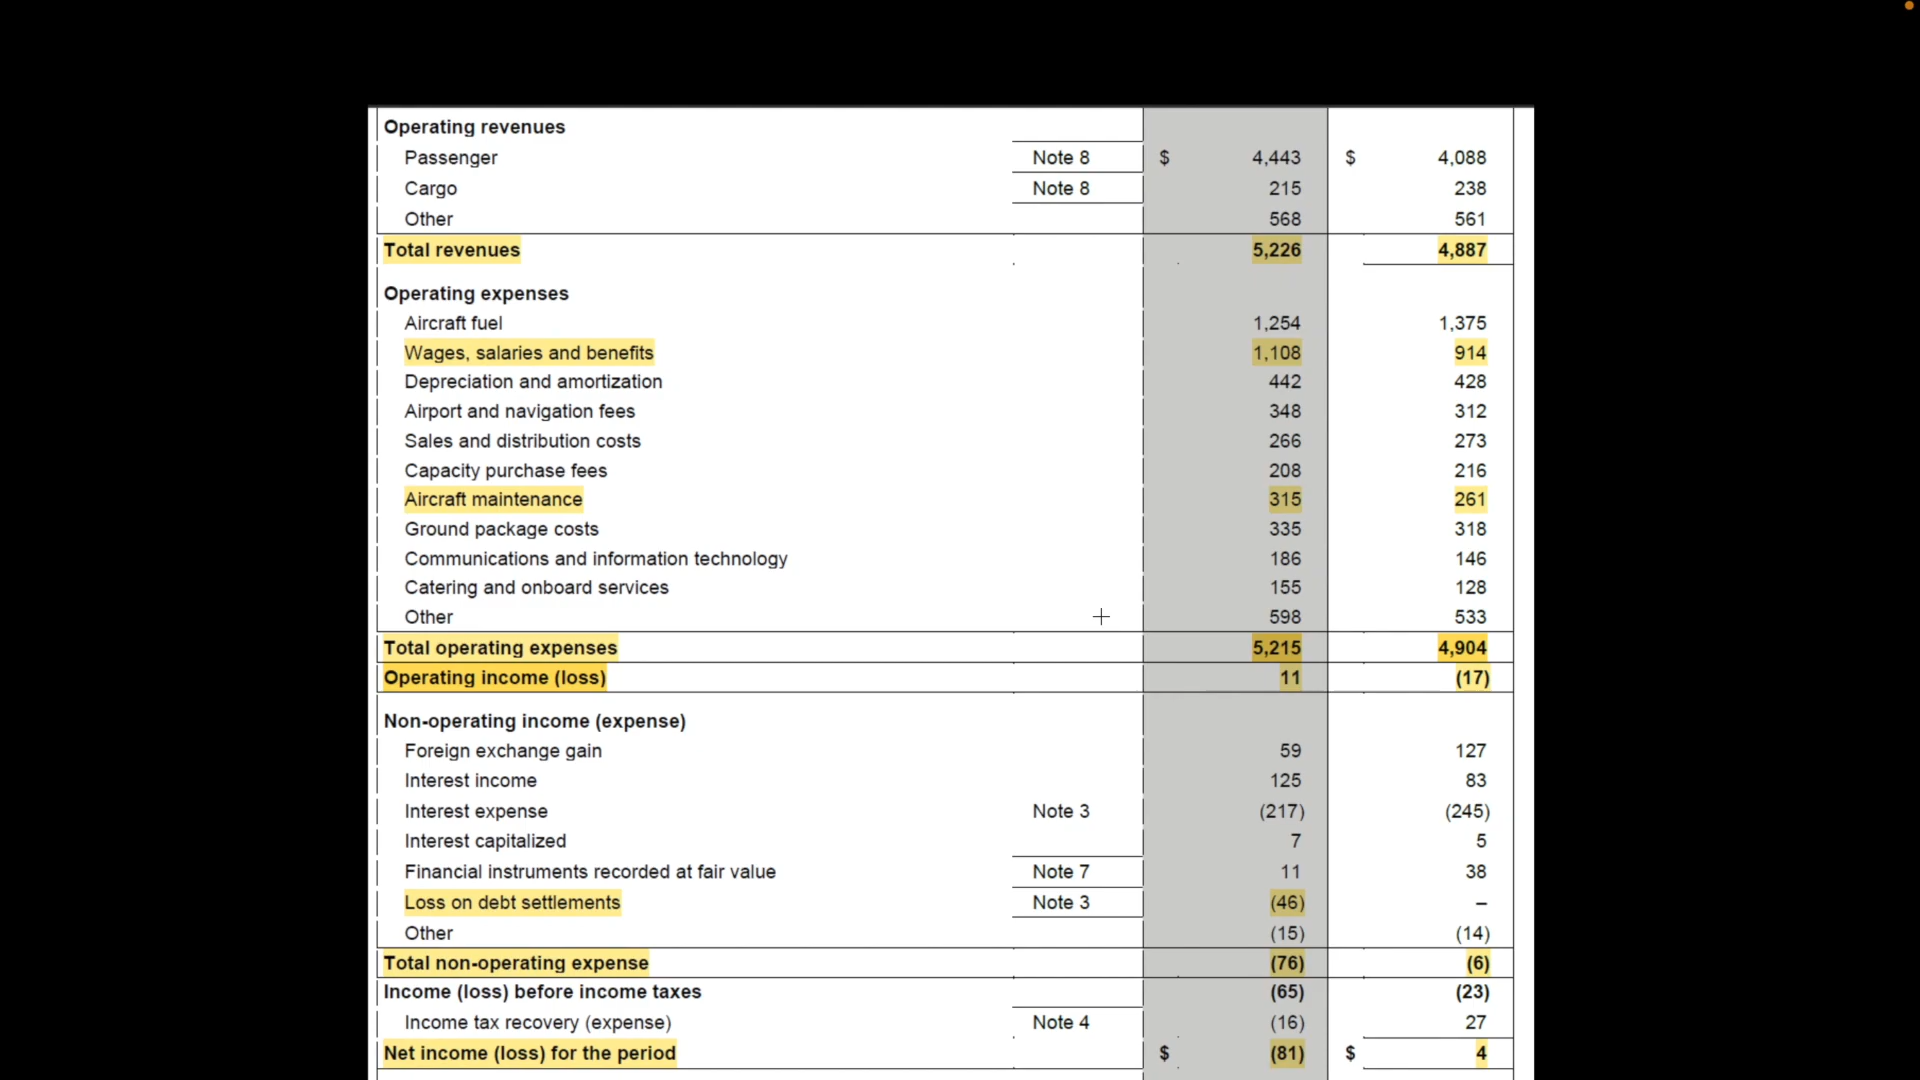 Operating revenues
Passenger Note 8 $ 4,443 $ 4,088
Cargo Note 8 215 238
Other 568 561
Total revenues 5,226 4,887
Operating expenses
Aircraft fuel 1,254 1,375
Wages, salaries and benefits 1,108 914
Depreciation and amortization 442 428
Airport and navigation fees 348 312
Sales and distribution costs 266 273
Capacity purchase fees 208 216
Aircraft maintenance 315 261
Ground package costs 335 318
Communications and information technology 186 146
Catering and onboard services 155 128
Other 598 533
Total operating expenses 5,215 4,904
Operating income (loss) 11 (17)
Non-operating income (expense)
Foreign exchange gain 59 127
Interest income 125 83
Interest expense Note 3 (217) (245)
Interest capitalized 7 5
Financial instruments recorded at fair value Note 7 11 38
Loss on debt settlements Note 3 (46) –
Other (15) (14)
Total non-operating expense (76) (6)
Income (loss) before income taxes (65) (23)
Income tax recovery (expense) Note 4 (16) 27
Net income (loss) for the period $ (81) $ 4